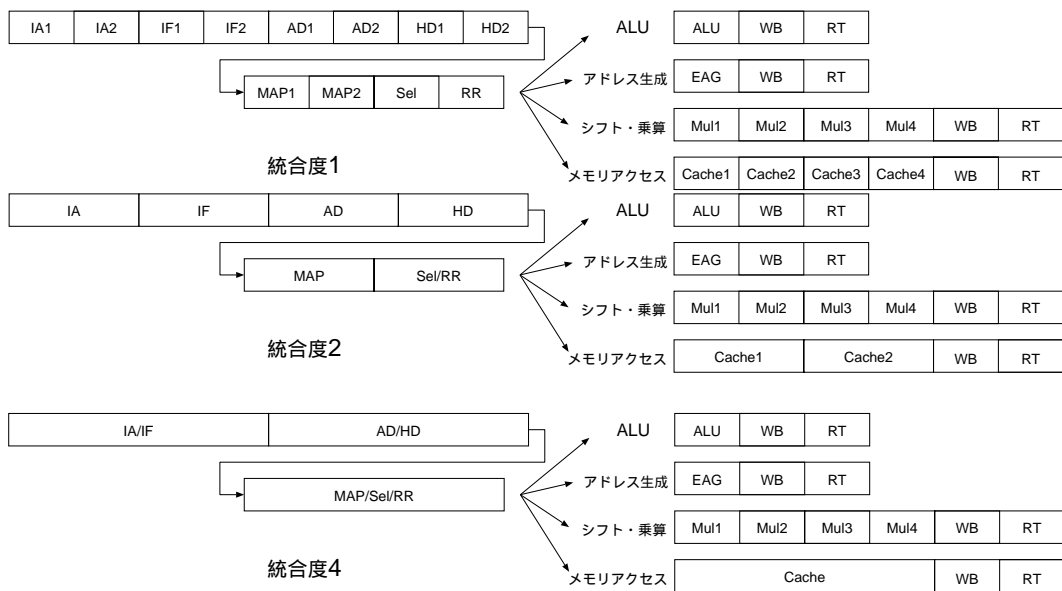 IA1 IA2 IF1 IF2 AD1 AD2 HD1 HD2
MAP1 MAP2 Sel RR
統合度1
ALU ALU WB RT
アドレス生成 EAG WB RT
シフト・乗算 Mul1 Mul2 Mul3 Mul4 WB RT
メモリアクセス Cache1 Cache2 Cache3 Cache4 WB RT
IA IF AD HD
MAP Sel/RR
統合度2
ALU ALU WB RT
アドレス生成 EAG WB RT
シフト・乗算 Mul1 Mul2 Mul3 Mul4 WB RT
メモリアクセス Cache1 Cache2 WB RT
IA/IF AD/HD
MAP/Sel/RR
統合度4
ALU ALU WB RT
アドレス生成 EAG WB RT
シフト・乗算 Mul1 Mul2 Mul3 Mul4 WB RT
メモリアクセス Cache WB RT